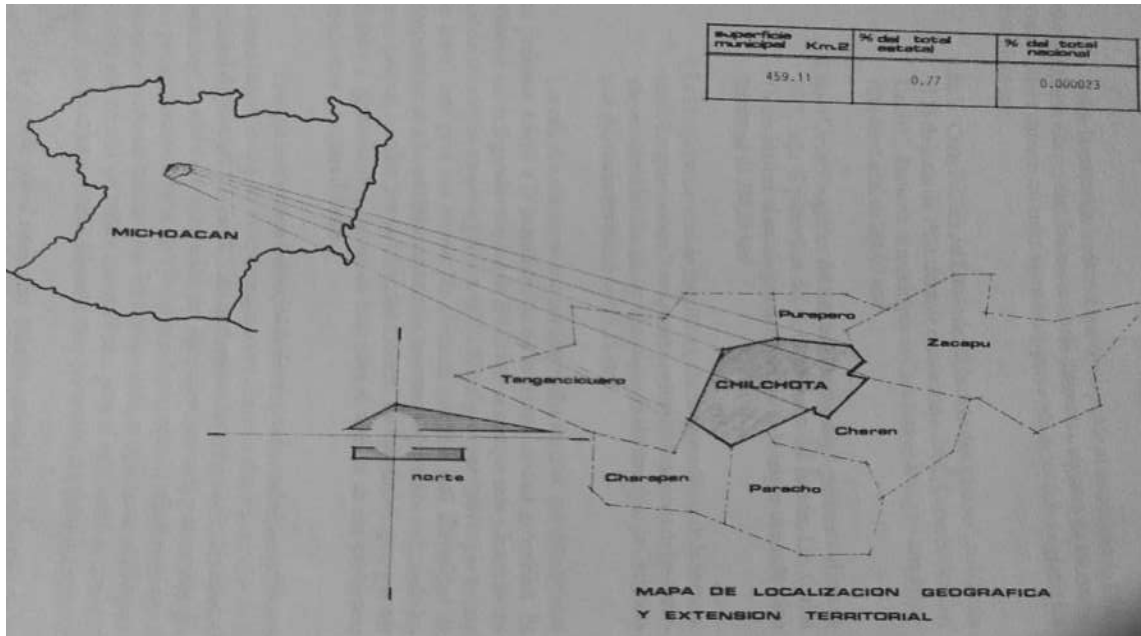 superficie municipal Km.2
% del total estatal
% del total nacional
459.11
0.77
0.000023
MICHOACAN
Purepero
Zacapu
Tangancicuaro
CHILCHOTA
Cheran
Charapan
Paracho
norte
MAPA DE LOCALIZACION GEOGRAFICA
Y EXTENSION TERRITORIAL